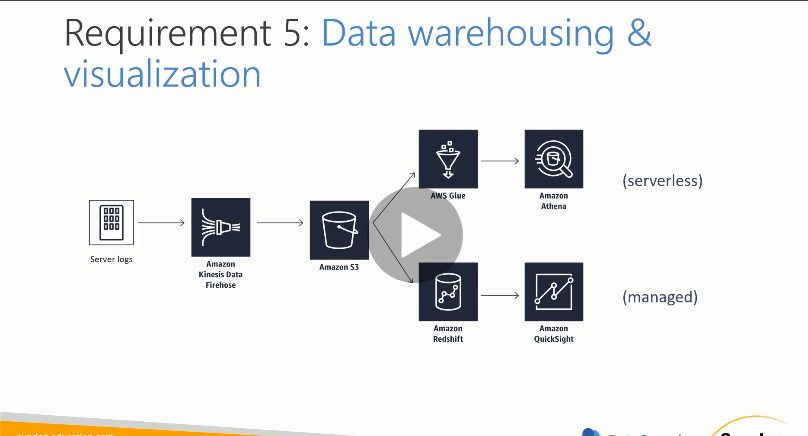 Requirement 5: Data warehousing &
visualization
AWS Glue
Amazon
Athena
(serverless)
Server logs
Amazon
Kinesis Data
Firehose
Amazon S3
Amazon
Redshift
Amazon
QuickSight
(managed)